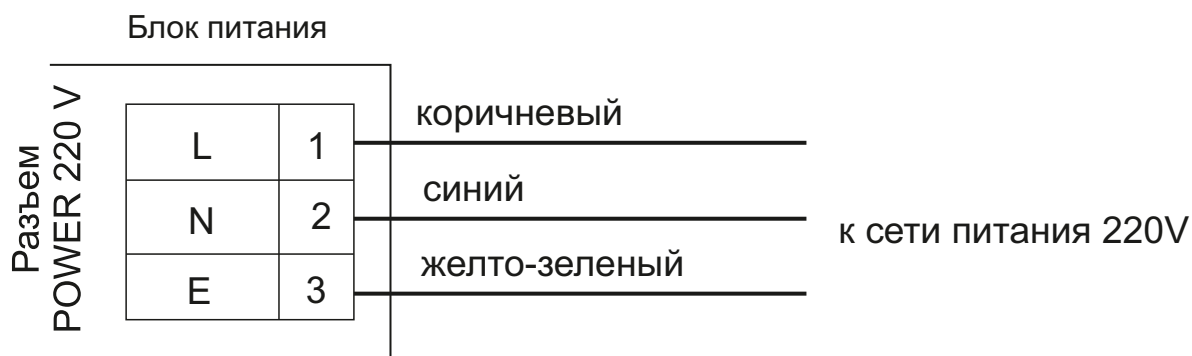 Блок питания
Разъем
POWER 220 V
L 1 коричневый
N 2 синий
E 3 желто-зеленый
к сети питания 220V